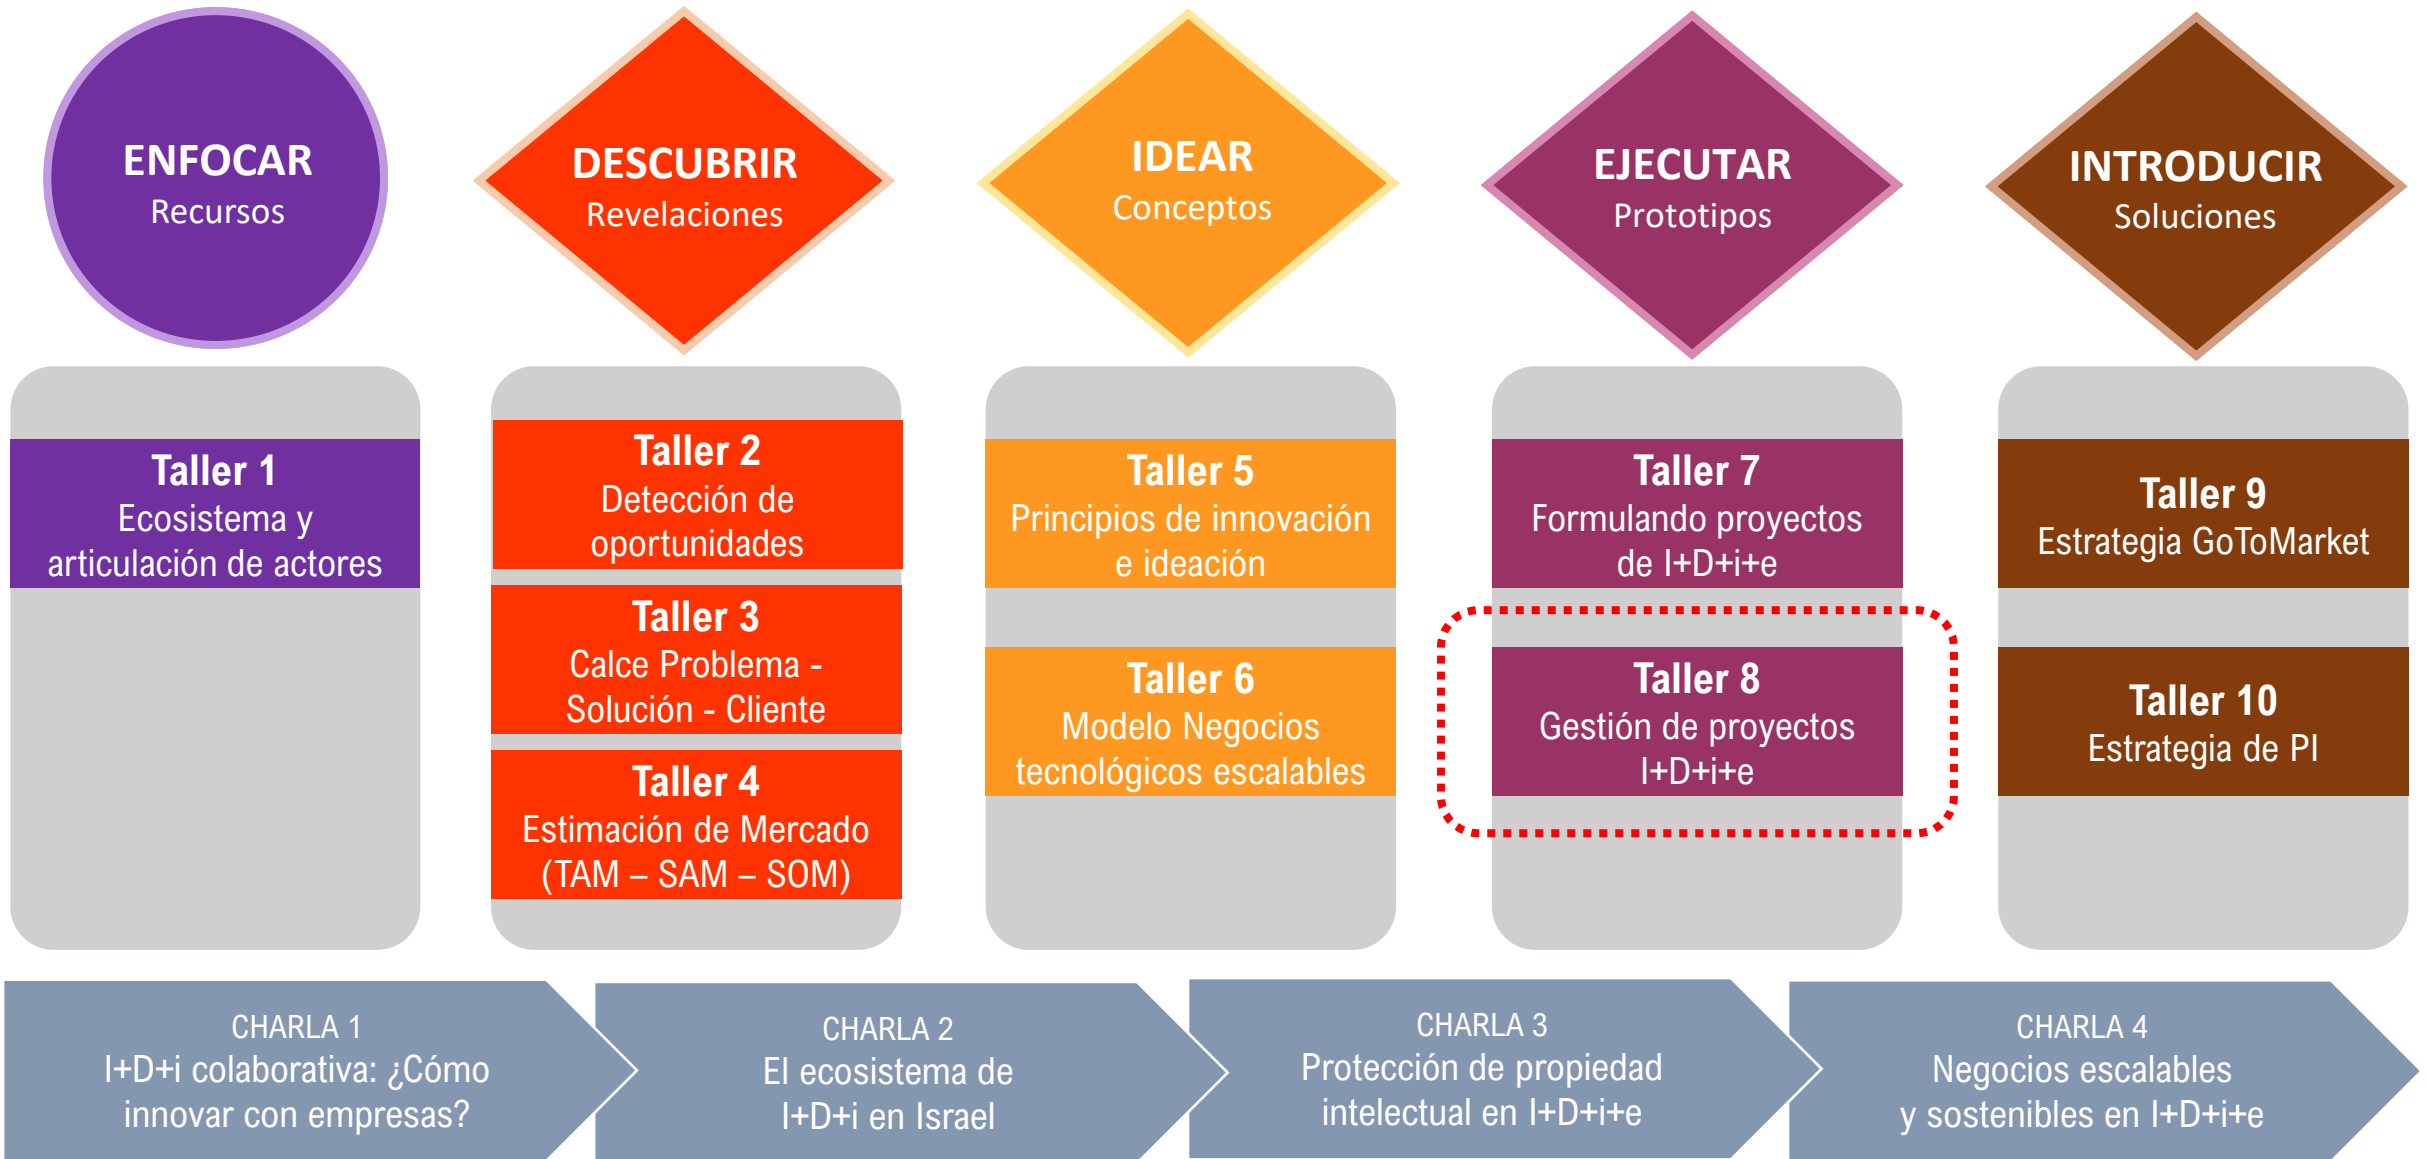 ENFOCAR
Recursos
DESCUBRIR
Revelaciones
IDEAR
Conceptos
EJECUTAR
Prototipos
INTRODUCIR
Soluciones
Taller 1
Ecosistema y
articulación de actores
Taller 2
Detección de
oportunidades
Taller 3
Calce Problema -
Solución - Cliente
Taller 4
Estimación de Mercado
(TAM – SAM – SOM)
Taller 5
Principios de innovación
e ideación
Taller 6
Modelo Negocios
tecnológicos escalables
Taller 7
Formulando proyectos
de I+D+i+e
Taller 8
Gestión de proyectos
I+D+i+e
Taller 9
Estrategia GoToMarket
Taller 10
Estrategia de PI
CHARLA 1
I+D+i colaborativa: ¿Cómo
innovar con empresas?
CHARLA 2
El ecosistema de
I+D+i en Israel
CHARLA 3
Protección de propiedad
intelectual en I+D+i+e
CHARLA 4
Negocios escalables
y sostenibles en I+D+i+e